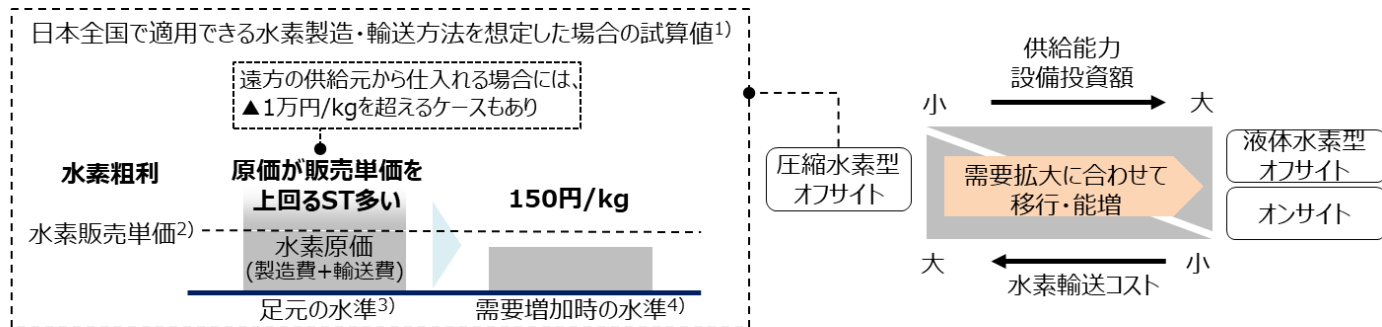 日本全国で適用できる水素製造・輸送方法を想定した場合の試算値1)
遠方の供給元から仕入れる場合には、
▲1万円/kgを超えるケースもあり
水素粗利
原価が販売単価を
上回るST多い
150円/kg
水素販売単価2)
水素原価
(製造費+輸送費)
足元の水準3)
需要増加時の水準4)
圧縮水素型
オフサイト
供給能力
設備投資額
小
大
需要拡大に合わせて
移行・能増
大
小
水素輸送コスト
液体水素型
オフサイト
オンサイト